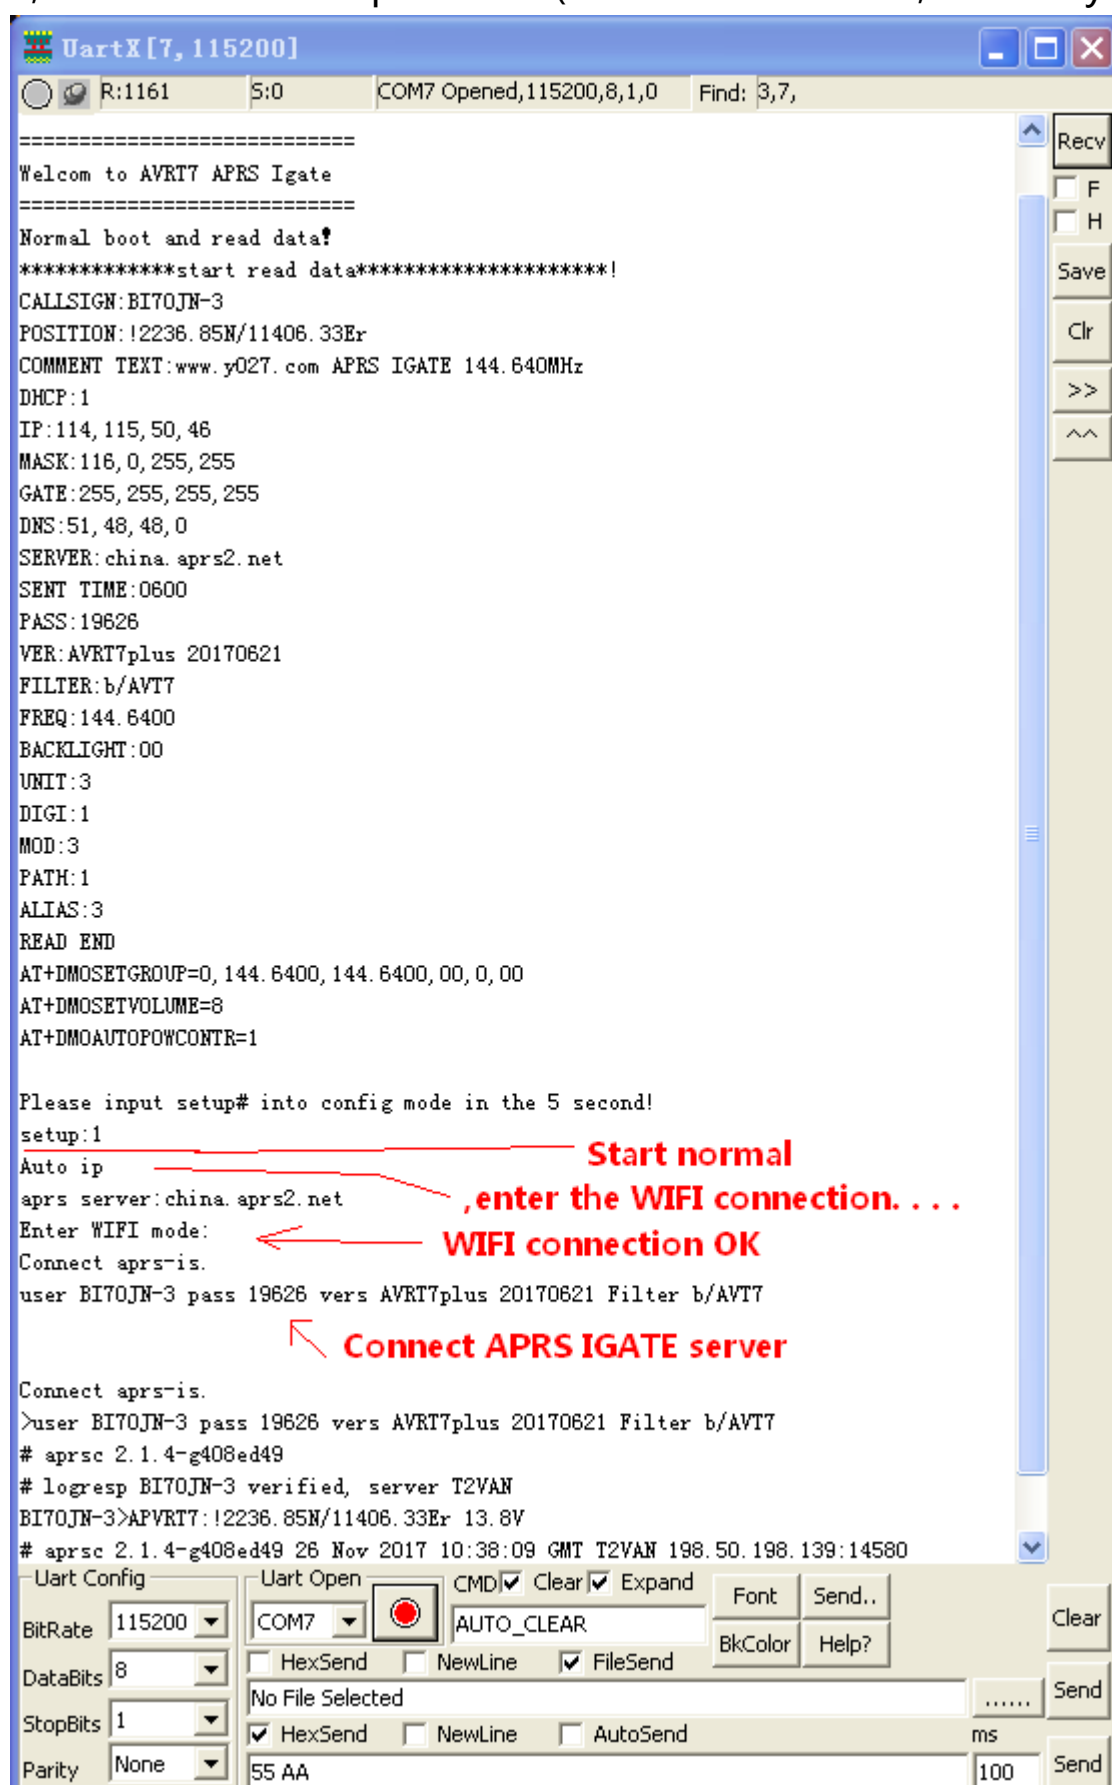 UartX[7, 115200]
R:1161 S:0 COM7 Opened,115200,8,1,0 Find: 3,7,
============================
Welcom to AVRT7 APRS Igate
============================
Normal boot and read data!
*************start read data*********************!
CALLSIGN:BI7OJN-3
POSITION:!2236.85N/11406.33Er
COMMENT TEXT:www.y027.com APRS IGATE 144.640MHz
DHCP:1
IP:114,115,50,46
MASK:116,0,255,255
GATE:255,255,255,255
DNS:51,48,48,0
SERVER:china.aprs2.net
SENT TIME:0600
PASS:19626
VER:AVRT7plus 20170621
FILTER:b/AVT7
FREQ:144.6400
BACKLIGHT:00
UNIT:3
DIGI:1
MOD:3
PATH:1
ALIAS:3
READ END
AT+DMOSETGROUP=0,144.6400,144.6400,00,0,00
AT+DMOSETVOLUME=8
AT+DMOAUTOPOWCONTR=1
Please input setup# into config mode in the 5 second!
setup:1
Start normal
Auto ip
,enter the WIFI connection. . . .
aprs server:china.aprs2.net
Enter WIFI mode:
WIFI connection OK
Connect aprs-is.
user BI7OJN-3 pass 19626 vers AVRT7plus 20170621 Filter b/AVT7
Connect APRS IGATE server
Connect aprs-is.
>user BI7OJN-3 pass 19626 vers AVRT7plus 20170621 Filter b/AVT7
# aprsc 2.1.4-g408ed49
# logresp BI7OJN-3 verified, server T2VAN
BI7OJN-3>APVRT7:!2236.85N/11406.33Er 13.8V
# aprsc 2.1.4-g408ed49 26 Nov 2017 10:38:09 GMT T2VAN 198.50.198.139:14580
Recv
F
H
Save
Clr
>>
^^
Uart Config
BitRate 115200
DataBits 8
StopBits 1
Parity None
Uart Open
COM7
CMD Clear Expand
AUTO_CLEAR
Font Send..
BkColor Help?
Clear
HexSend NewLine FileSend
No File Selected ...... Send
HexSend NewLine AutoSend ms
55 AA 100 Send